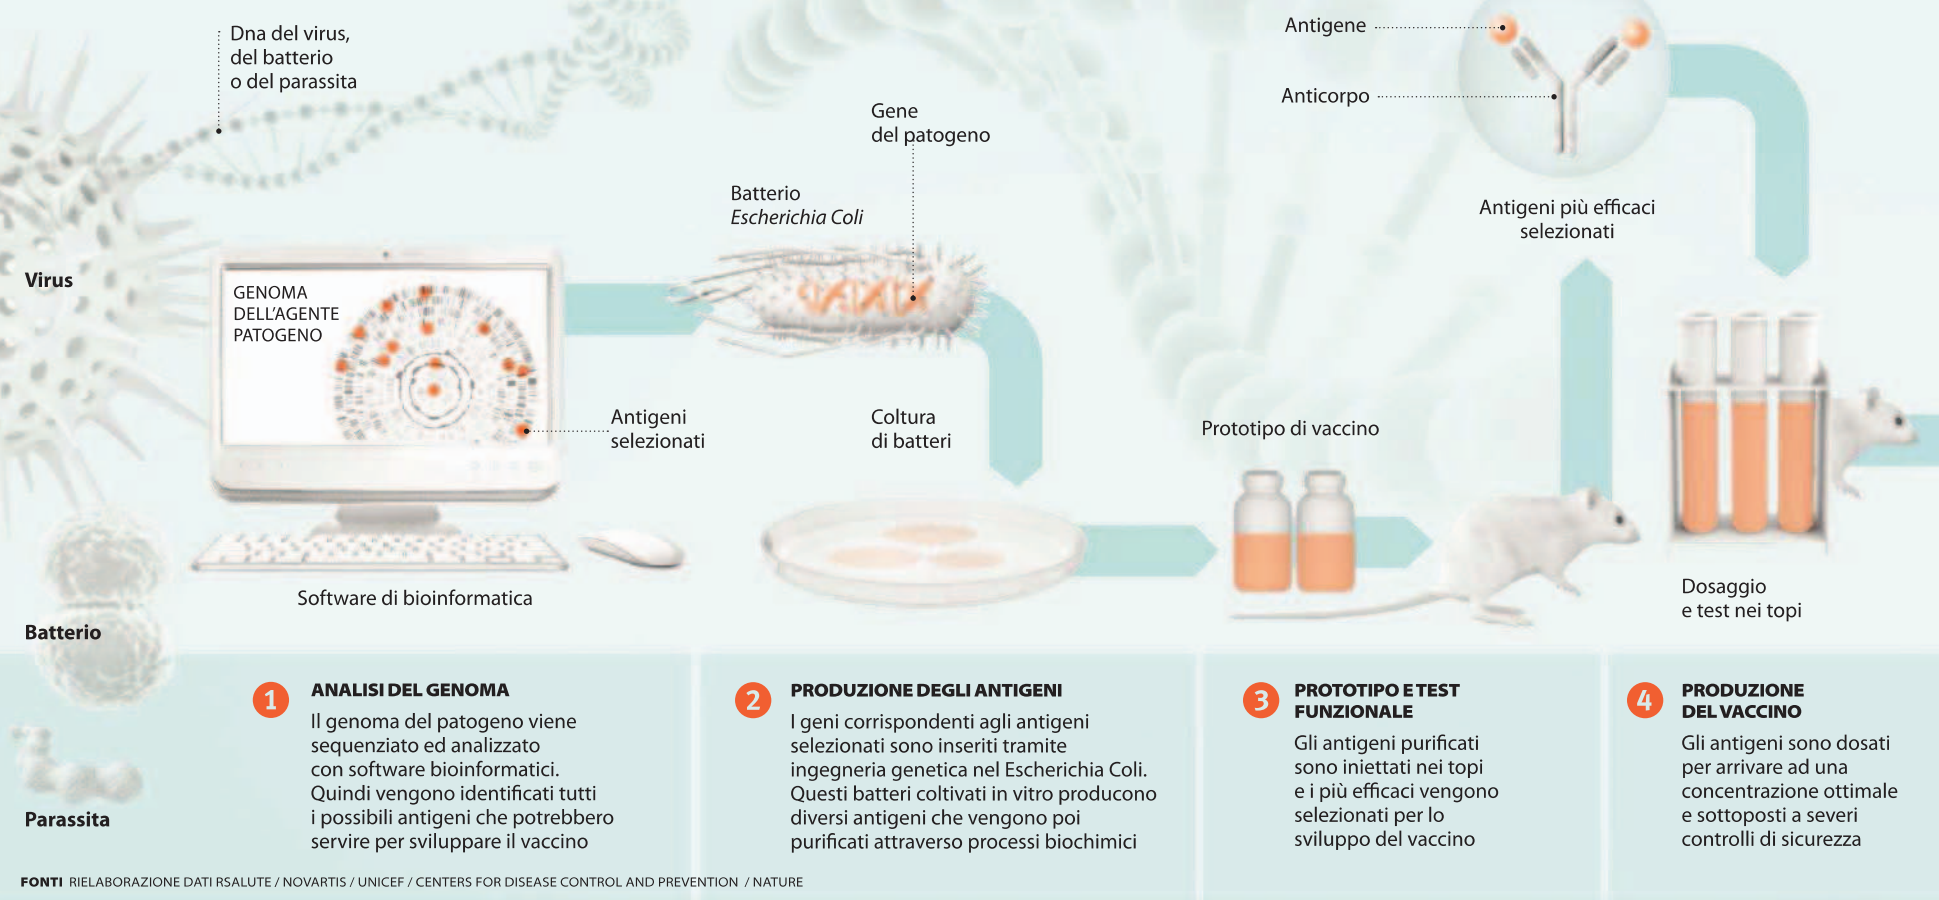 Dna del virus,
del batterio
o del parassita
Gene
del patogeno
Batterio
Escherichia Coli
Antigene
Anticorpo
Antigeni più efficaci
selezionati
Virus
GENOMA
DELL'AGENTE
PATOGENO
Antigeni
selezionati
Coltura
di batteri
Prototipo di vaccino
Software di bioinformatica
Dosaggio
e test nei topi
Batterio
Parassita
1
ANALISI DEL GENOMA
Il genoma del patogeno viene
sequenziato ed analizzato
con software bioinformatici.
Quindi vengono identificati tutti
i possibili antigeni che potrebbero
servire per sviluppare il vaccino
2
PRODUZIONE DEGLI ANTIGENI
I geni corrispondenti agli antigeni
selezionati sono inseriti tramite
ingegneria genetica nel Escherichia Coli.
Questi batteri coltivati in vitro producono
diversi antigeni che vengono poi
purificati attraverso processi biochimici
3
PROTOTIPO E TEST
FUNZIONALE
Gli antigeni purificati
sono iniettati nei topi
e i più efficaci vengono
selezionati per lo
sviluppo del vaccino
4
PRODUZIONE
DEL VACCINO
Gli antigeni sono dosati
per arrivare ad una
concentrazione ottimale
e sottoposti a severi
controlli di sicurezza
FONTI RIELABORAZIONE DATI RSALUTE / NOVARTIS / UNICEF / CENTERS FOR DISEASE CONTROL AND PREVENTION / NATURE